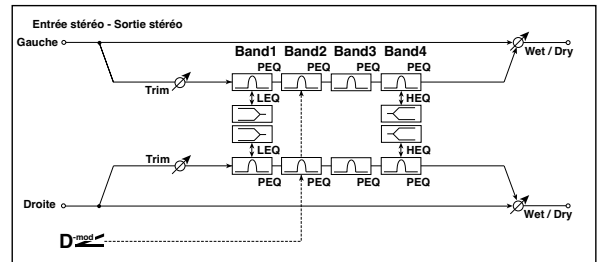 Entrée stéréo - Sortie stéréo
Gauche
Wet / Dry
Band1 Band2 Band3 Band4
PEQ PEQ PEQ PEQ
Trim
LEQ HEQ
LEQ HEQ
Trim
PEQ PEQ PEQ PEQ
Droite
Wet / Dry
D-mod